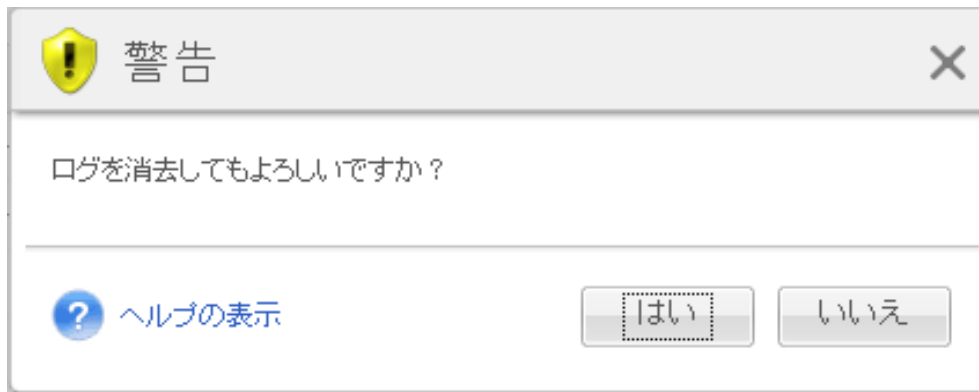 警告
ログを消去してもよろしいですか？
ヘルプの表示
はい
いいえ